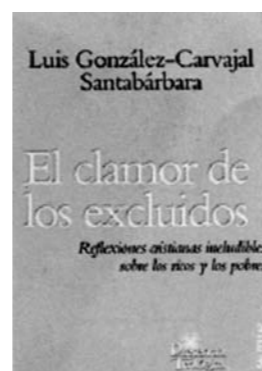 Luis González-Carvajal
Santabárbara
El clamor de
los excluidos
Reflexiones cristianas ineludible
sobre los ricos y los pobre